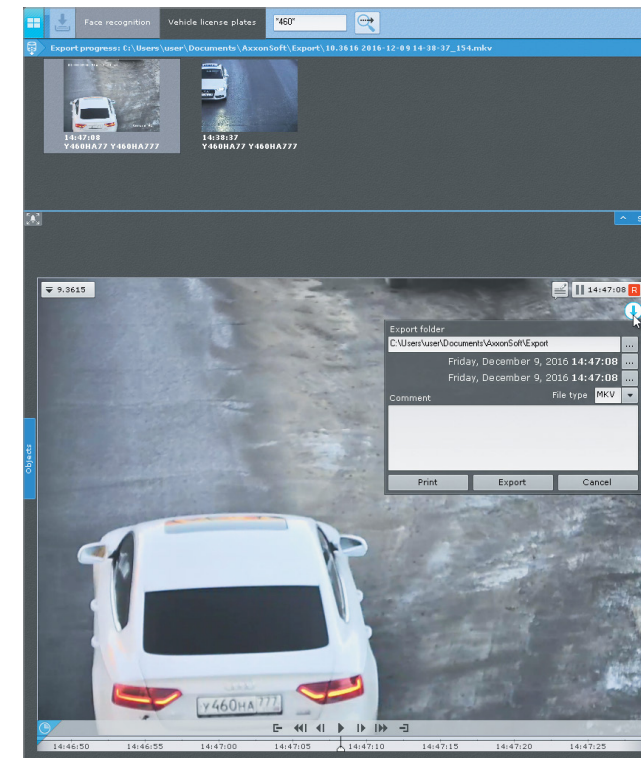 Face recognition
Vehicle license plates
"*460*"
Export progress: C:\Users\user\Documents\AxxonSoft\Export\10.3616 2016-12-09 14-38-37_154.mkv
14:47:08
Y460HA77 Y460HA777
14:38:37
Y460HA77 Y460HA777
9.3615
14:47:08 R
Export folder
C:\Users\user\Documents\AxxonSoft\Export
...
Friday, December 9, 2016 14:47:08 ...
Friday, December 9, 2016 14:47:08 ...
Comment
File type MKV
Print
Export
Cancel
Objects
У460НА 777
14:46:50
14:46:55
14:47:00
14:47:05
14:47:10
14:47:15
14:47:20
14:47:25